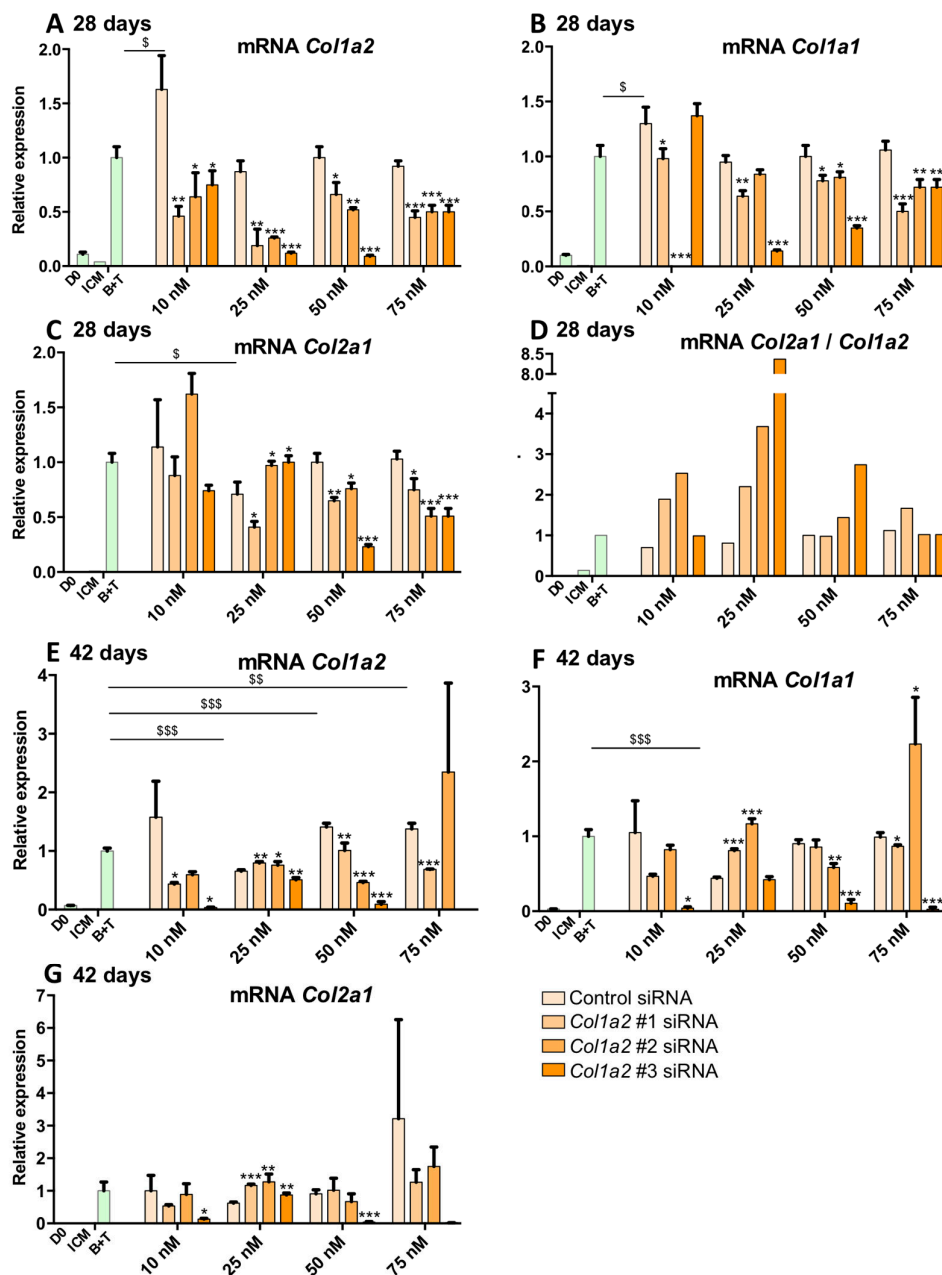 A 28 days
mRNA Col1a2
Relative expression
2.0
1.5
1.0
0.5
0.0
$
** * *
** *** ***
* ** ***
*** *** ***
D0 ICM B+T 10 nM 25 nM 50 nM 75 nM
B 28 days
mRNA Col1a1
2.0
1.5
1.0
0.5
0.0
$
* ***
** ***
* * ***
*** ** **
D0 ICM B+T 10 nM 25 nM 50 nM 75 nM
C 28 days
mRNA Col2a1
Relative expression
2.0
1.5
1.0
0.5
0.0
$
* * *
** * ***
* *** ***
D0 ICM B+T 10 nM 25 nM 50 nM 75 nM
D 28 days
mRNA Col2a1 / Col1a2
8.5
8.0
4
3
2
1
0
D0 ICM B+T 10 nM 25 nM 50 nM 75 nM
E 42 days
mRNA Col1a2
Relative expression
4
3
2
1
0
$$
$$$
$$$
* *
** * **
** *** ***
***
D0 ICM B+T 10 nM 25 nM 50 nM 75 nM
F 42 days
mRNA Col1a1
3
2
1
0
$$$
*
*** ***
** ***
* * ***
D0 ICM B+T 10 nM 25 nM 50 nM 75 nM
G 42 days
mRNA Col2a1
Relative expression
7
6
5
4
3
2
1
0
*
*** ** **
***
D0 ICM B+T 10 nM 25 nM 50 nM 75 nM
Control siRNA
Col1a2 #1 siRNA
Col1a2 #2 siRNA
Col1a2 #3 siRNA